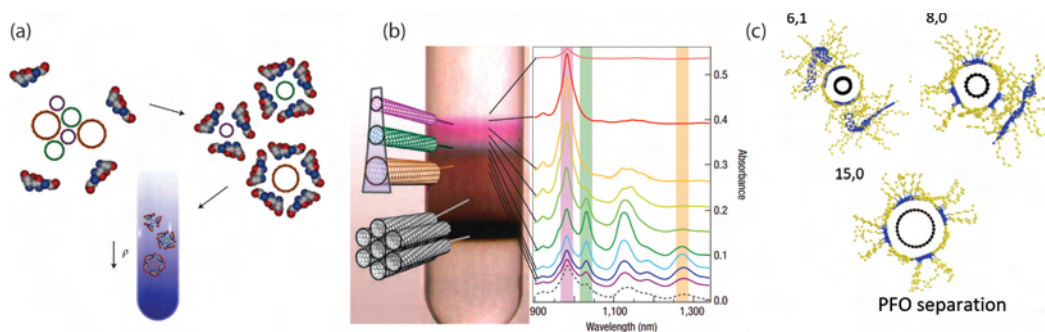 (a)
ρ
(b)
0.5
0.4
0.3
0.2
0.1
0.0
Absorbance
900
1,100
1,300
Wavelength (nm)
(c)
6,1
8,0
15,0
PFO separation